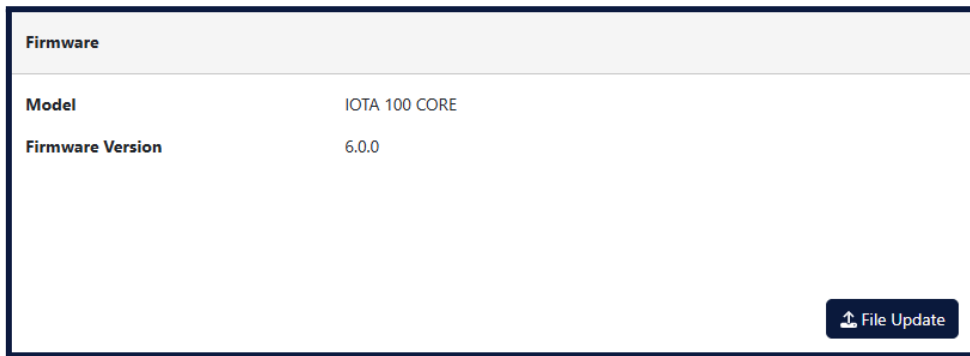 Firmware
Model IOTA 100 CORE
Firmware Version 6.0.0
File Update